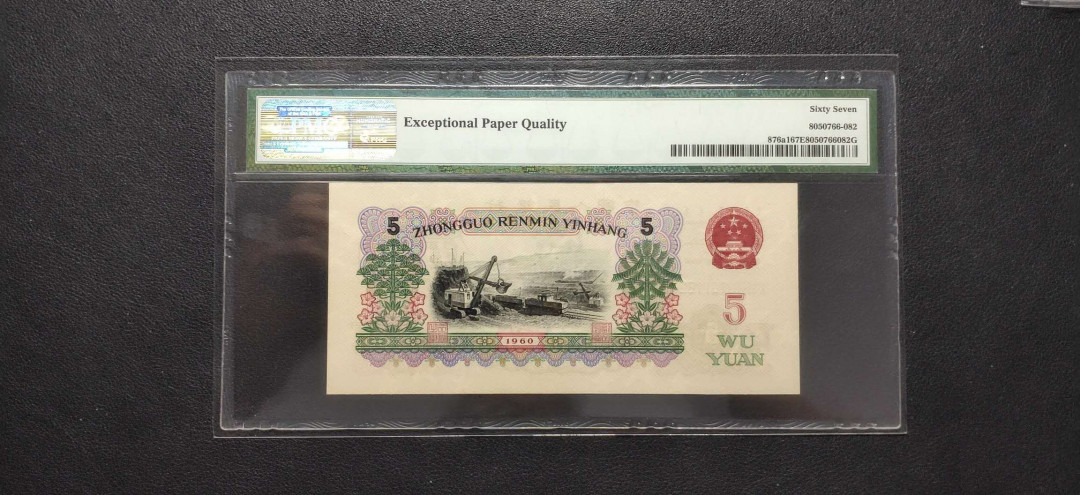 Exceptional Paper Quality
Sixty Seven
8050766-082
876a167E8050766082G
5 ZHONGGUO RENMIN YINHANG 5
5
1960
WU
YUAN